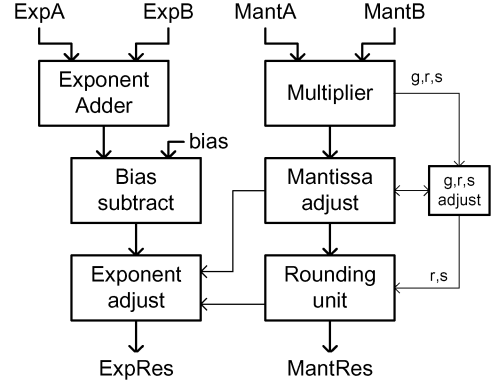 ExpA ExpB MantA MantB
Exponent
Adder
Multiplier
g,r,s
bias
Bias
subtract
Mantissa
adjust
g,r,s
adjust
Exponent
adjust
Rounding
unit
r,s
ExpRes MantRes